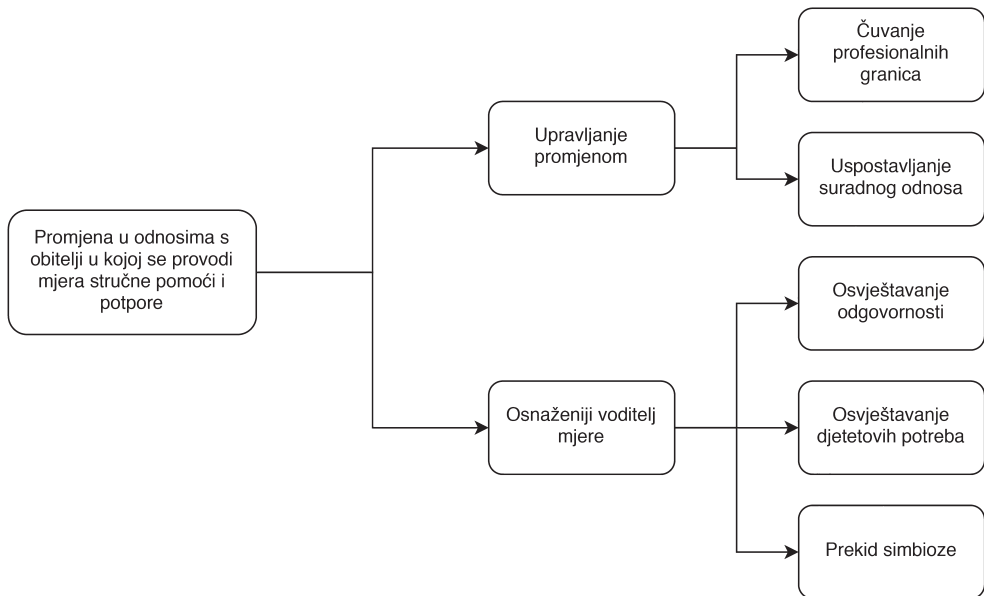 Promjena u odnosima s
obitelji u kojoj se provodi
mjera stručne pomoći i
potpore
Upravljanje
promjenom
Čuvanje
profesionalnih
granica
Uspostavljanje
suradnog odnosa
Osnaženiji voditelj
mjere
Osvještavanje
odgovornosti
Osvještavanje
djetetovih potreba
Prekid simbioze